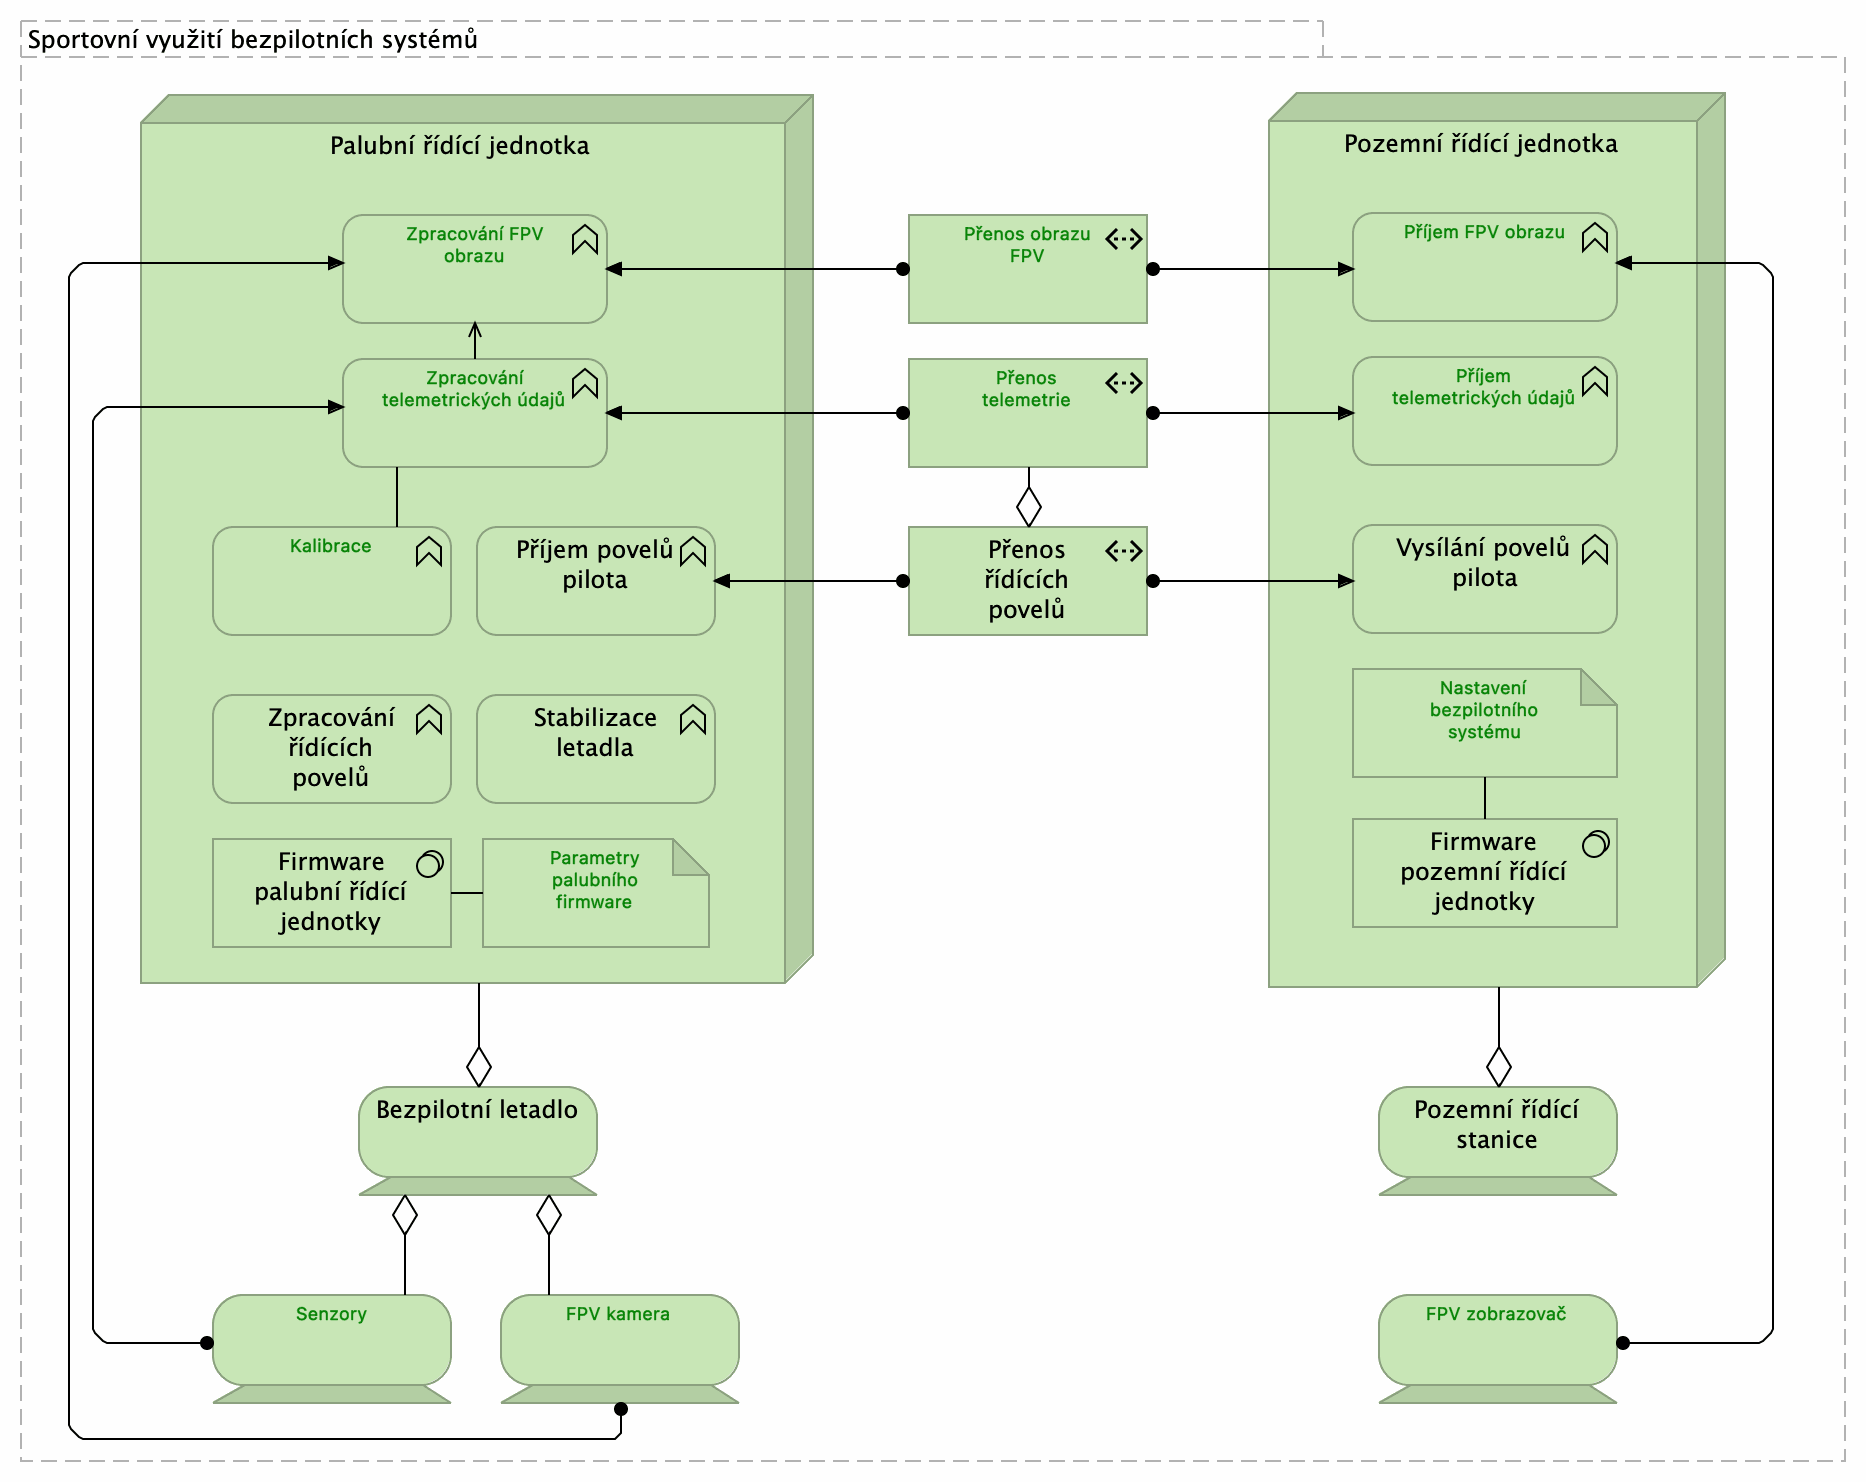 Sportovní využití bezpilotních systémů
Palubní řídící jednotka
Zpracování FPV
obrazu
Zpracování
telemetrických údajů
Kalibrace
Příjem povelů
pilota
Zpracování
řídících
povelů
Stabilizace
letadla
Firmware
palubní řídící
jednotky
Parametry
palubního
firmware
Přenos obrazu
FPV
Přenos
telemetrie
Přenos
řídících
povelů
Pozemní řídící jednotka
Příjem FPV obrazu
Příjem
telemetrických údajů
Vysílání povelů
pilota
Nastavení
bezpilotního
systému
Firmware
pozemní řídící
jednotky
Bezpilotní letadlo
Pozemní řídící
stanice
Senzory
FPV kamera
FPV zobrazovač